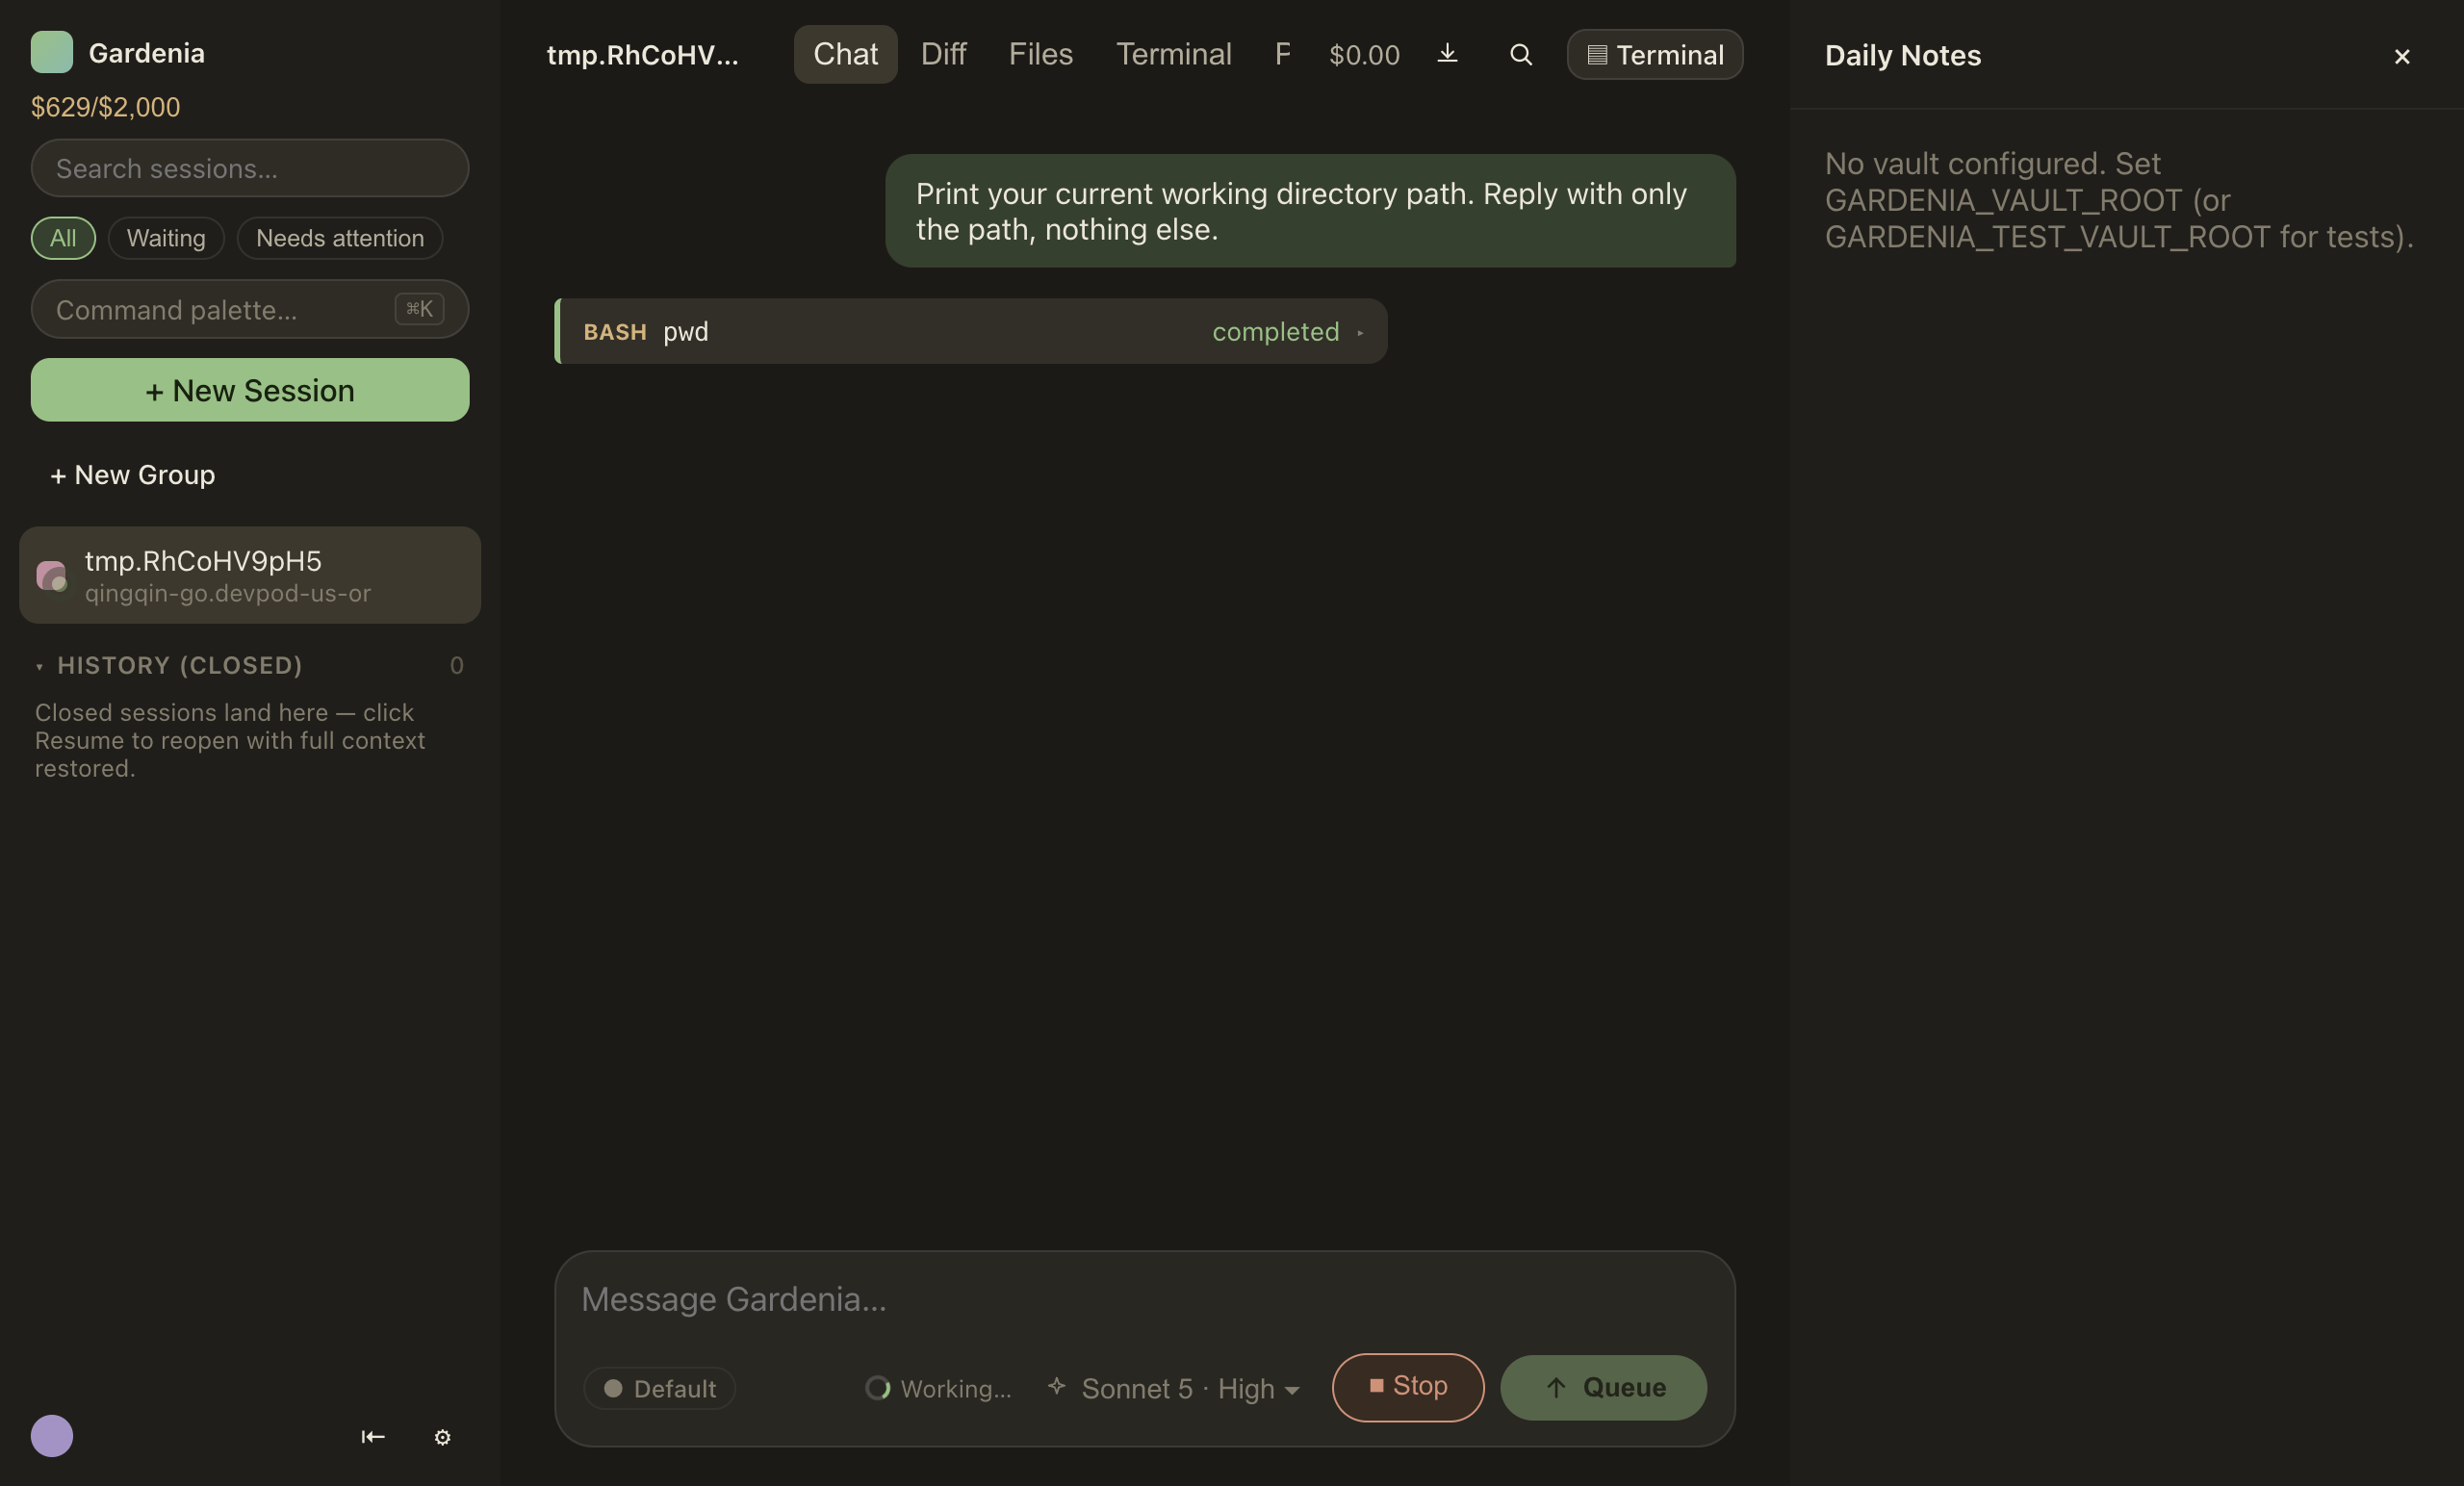 Gardenia
$629/$2,000
Search sessions...
All
Waiting
Needs attention
Command palette...
⌘K
+ New Session
+ New Group
tmp.RhCoHV9pH5
qingqin-go.devpod-us-or
HISTORY (CLOSED)
0
Closed sessions land here — click
Resume to reopen with full context
restored.
tmp.RhCoHV...
Chat
Diff
Files
Terminal
F
$0.00
Terminal
Print your current working directory path. Reply with only
the path, nothing else.
BASH pwd
completed
Message Gardenia...
Default
Working...
Sonnet 5 · High
Stop
Queue
Daily Notes
No vault configured. Set
GARDENIA_VAULT_ROOT (or
GARDENIA_TEST_VAULT_ROOT for tests).